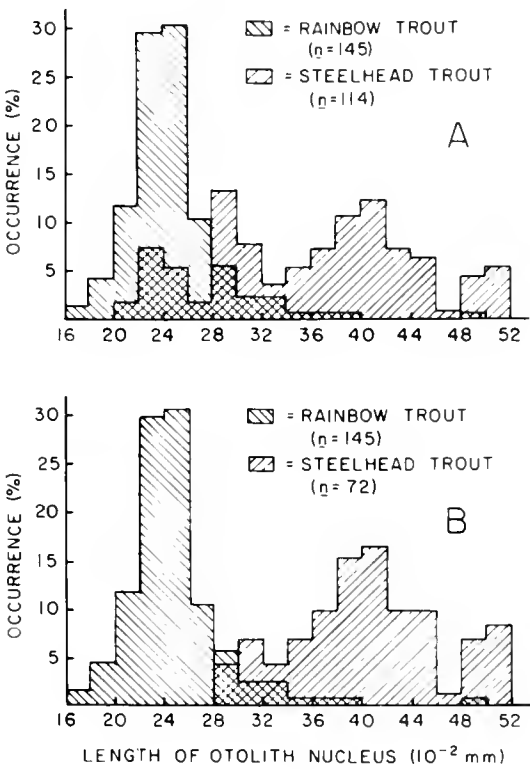 30
25
20
15
10
5
OCCURRENCE (%)
= RAINBOW TROUT
(n=145)
= STEELHEAD TROUT
(n=114)
A
16 20 24 28 32 36 40 44 48 52
30
25
20
15
10
5
OCCURRENCE (%)
= RAINBOW TROUT
(n=145)
= STEELHEAD TROUT
(n=72)
B
16 20 24 28 32 36 40 44 48 52
LENGTH OF OTOLITH NUCLEUS (10⁻² mm)